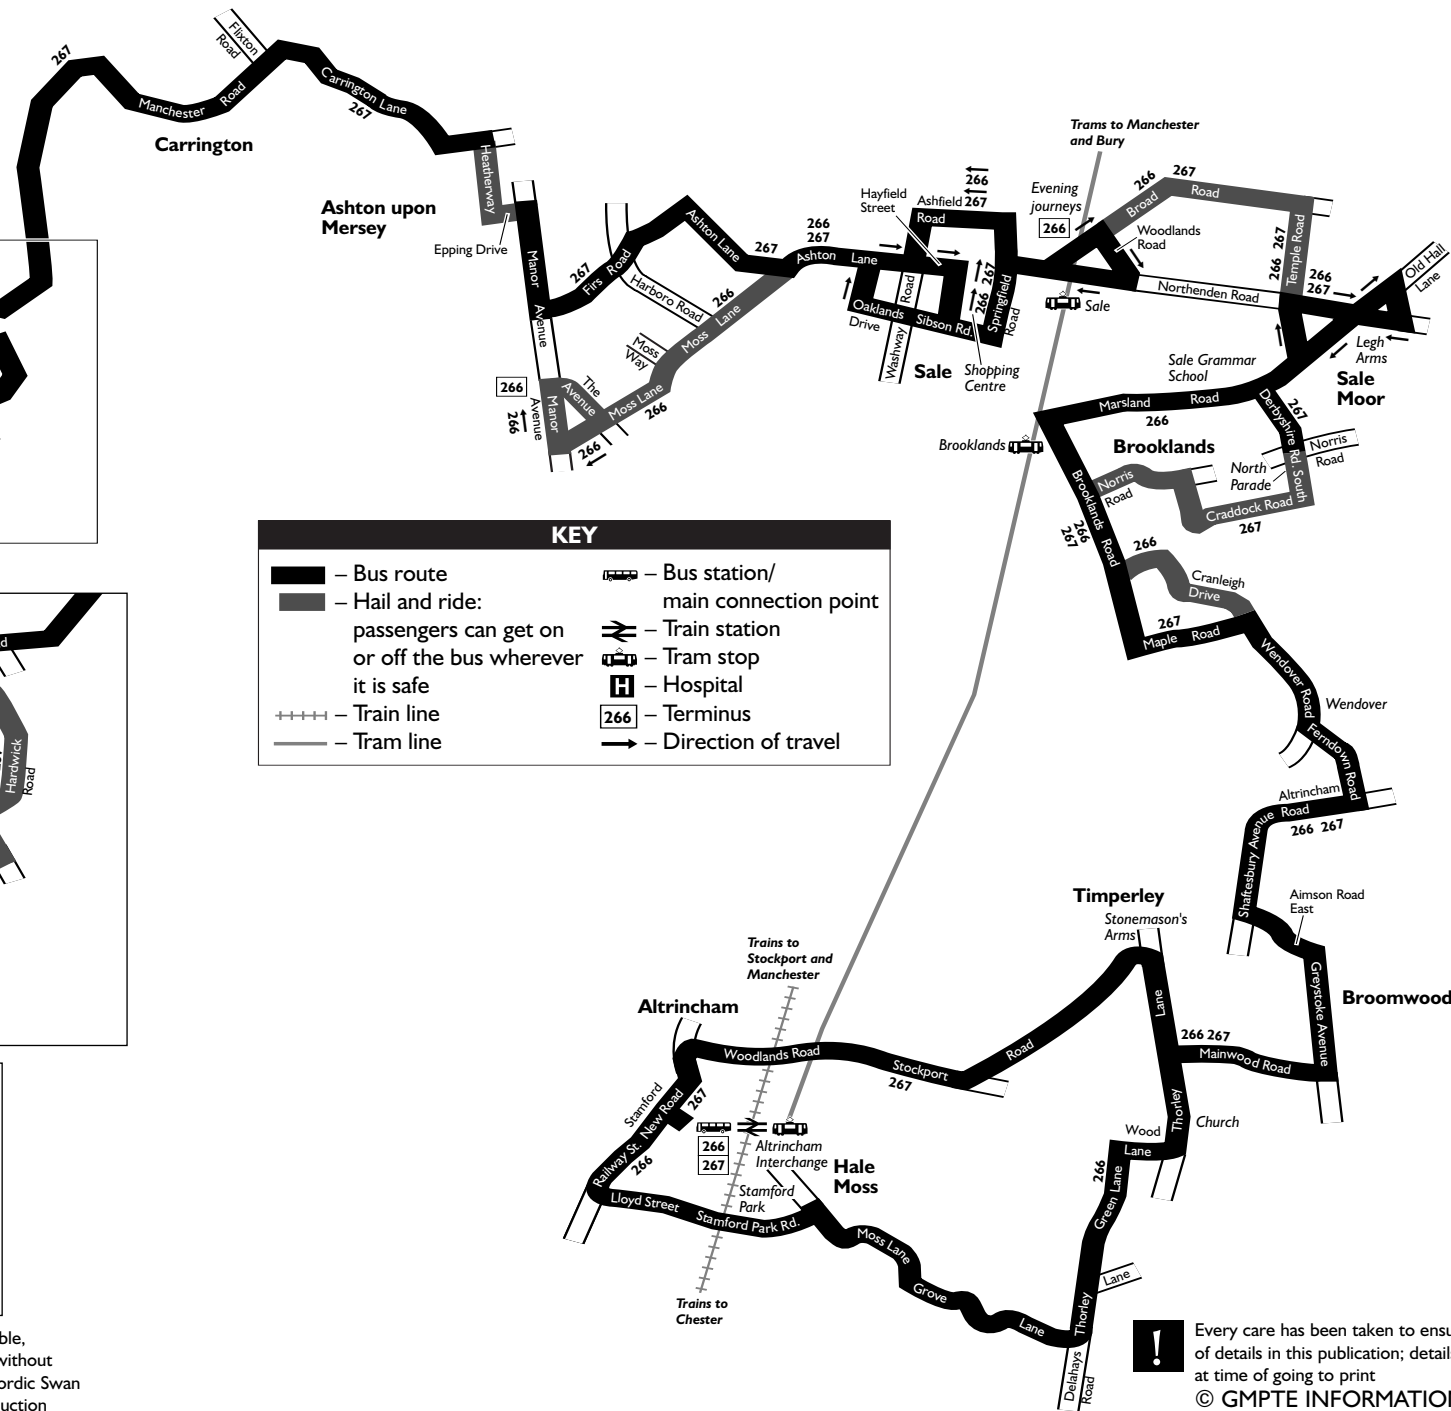 267
Flixton
Road
Manchester Road
Carrington Lane
267
Carrington
Heatherway
Ashton upon
Mersey
Epping Drive
Manor
Avenue
Firs Road
267
Ashton Lane
Harboro Road
267
266
Moss Lane
Moss
Way
The
Avenue
Moss Lane
266
266
Manor
Avenue
266
266
266
267
Ashton Lane
Hayfield
Street
Ashfield
Road
266
267
Oaklands
Drive
Sibson Rd.
Washway Road
266 267
Springfield
Road
Sale
Shopping
Centre
Trams to Manchester
and Bury
Evening
journeys
266
266
267
Broad Road
Woodlands
Road
Sale
Northenden Road
Temple Road
266 267
266
267
Old Hall
Lane
Legh
Arms
Sale
Moor
Sale Grammar
School
Marsland Road
266
Brooklands
Brooklands
Derbyshire Rd. South
267
Norris
Road
North
Parade
Craddock Road
267
Norris
Road
Brooklands Road
266
267
266
Cranleigh
Drive
267
Maple Road
Wendover Road
Wendover
Ferndown Road
Altrincham
Road
266 267
Shaftesbury Avenue
Aimson Road
East
Greystoke Avenue
Broomwood
KEY
– Bus route
– Hail and ride:
passengers can get on
or off the bus wherever
it is safe
– Train line
– Tram line
– Bus station/
main connection point
– Train station
– Tram stop
H – Hospital
266 – Terminus
– Direction of travel
d
Hardwick
Road
Timperley
Stonemason's
Arms
Lane
266 267
Mainwood Road
Thorley
Church
Wood
Lane
266
Green Lane
Lane
Thorley
Delahays
Road
Trains to
Stockport and
Manchester
Altrincham
Woodlands Road
Stockport Road
267
Stamford
New Road
267
Railway St.
266
266
267
Altrincham
Interchange
Hale
Moss
Stamford
Park
Lloyd Street
Stamford Park Rd.
Moss Lane
Grove Lane
Trains to
Chester
ble,
without
ordic Swan
uction
!
Every care has been taken to ensu
of details in this publication; detail
at time of going to print
© GMPTE INFORMATION